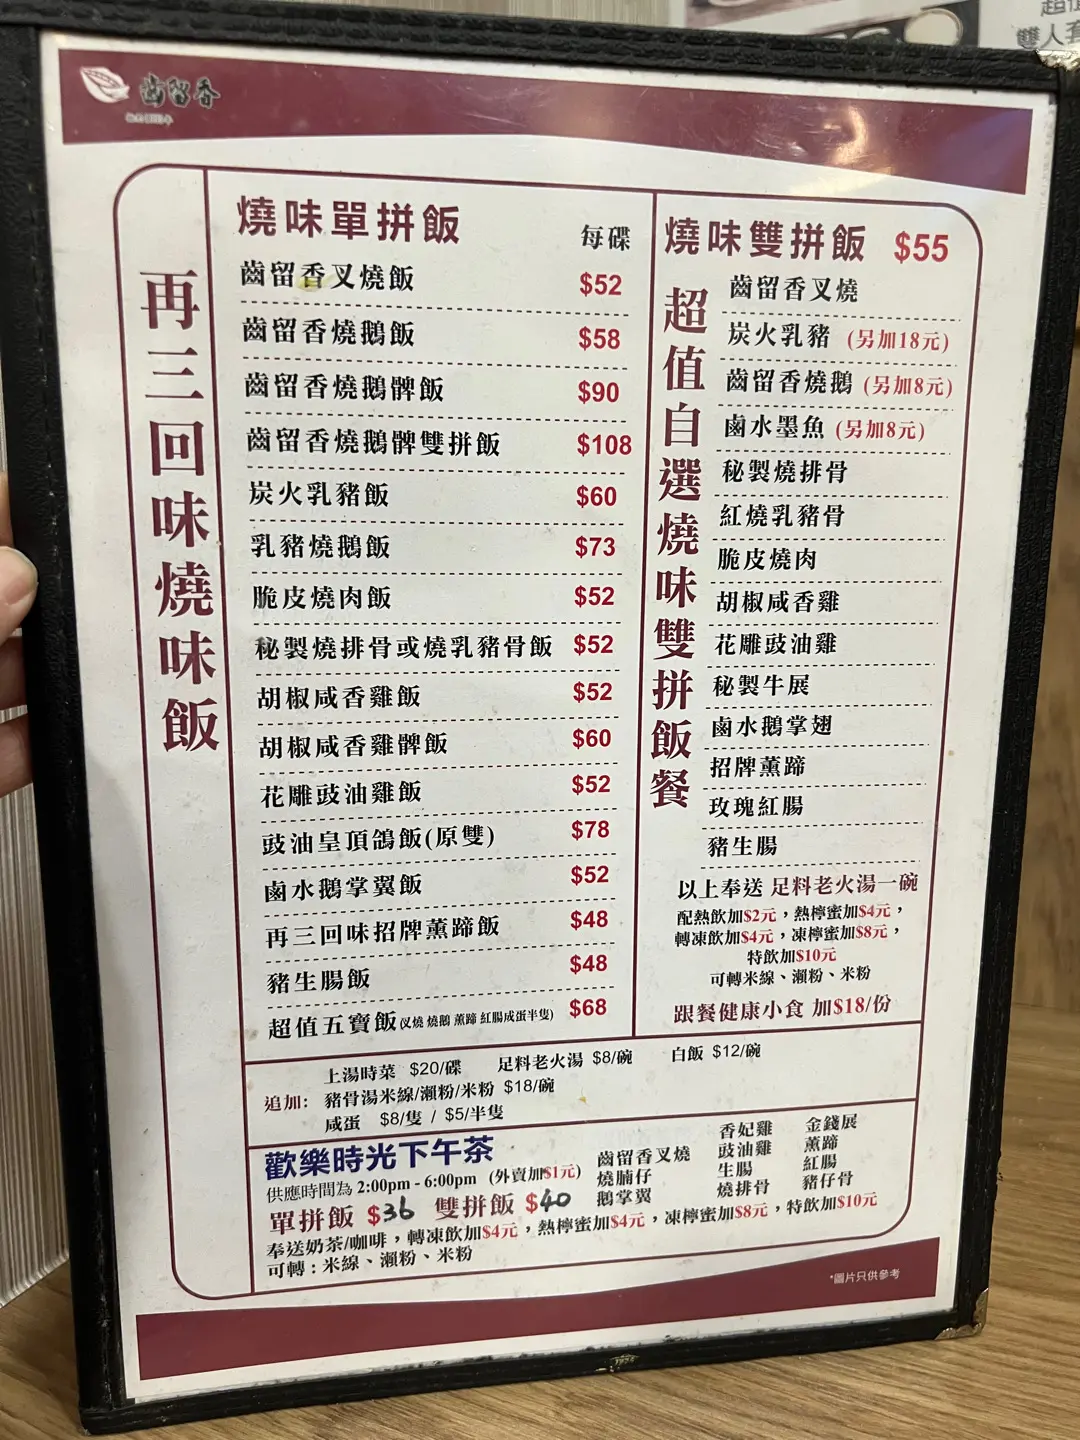 齒留香
超值
雙人套
再三回味燒味飯
燒味單拼飯
每碟
齒留香叉燒飯 $52
齒留香燒鵝飯 $58
齒留香燒鵝髀飯 $90
齒留香燒鵝髀雙拼飯 $108
炭火乳豬飯 $60
乳豬燒鵝飯 $73
脆皮燒肉飯 $52
秘製燒排骨或燒乳豬骨飯 $52
胡椒咸香雞飯 $52
胡椒咸香雞髀飯 $60
花雕豉油雞飯 $52
豉油皇頂鴿飯(原雙) $78
鹵水鵝掌翼飯 $52
再三回味招牌薰蹄飯 $48
豬生腸飯 $48
超值五寶飯(叉燒 燒鵝 薰蹄 紅腸咸蛋半隻) $68
燒味雙拼飯 $55
超值自選燒味雙拼飯餐
齒留香叉燒
炭火乳豬 (另加18元)
齒留香燒鵝 (另加8元)
鹵水墨魚 (另加8元)
秘製燒排骨
紅燒乳豬骨
脆皮燒肉
胡椒咸香雞
花雕豉油雞
秘製牛展
鹵水鵝掌翅
招牌薰蹄
玫瑰紅腸
豬生腸
以上奉送 足料老火湯一碗
配熱飲加$2元，熱檸蜜加$4元，
轉凍飲加$4元，凍檸蜜加$8元，
特飲加$10元
可轉米線、瀨粉、米粉
跟餐健康小食 加$18/份
追加:
上湯時菜 $20/碟 足料老火湯 $8/碗 白飯 $12/碗
豬骨湯米線/瀨粉/米粉 $18/碗
咸蛋 $8/隻 / $5/半隻
歡樂時光下午茶
供應時間為 2:00pm - 6:00pm (外賣加$1元)
單拼飯 $36 雙拼飯 $40
齒留香叉燒
燒腩仔
鵝掌翼
香妃雞
豉油雞
生腸
燒排骨
金錢展
薰蹄
紅腸
豬仔骨
奉送奶茶/咖啡，轉凍飲加$4元，熱檸蜜加$4元，凍檸蜜加$8元，特飲加$10元
可轉：米線、瀨粉、米粉
*圖片只供參考